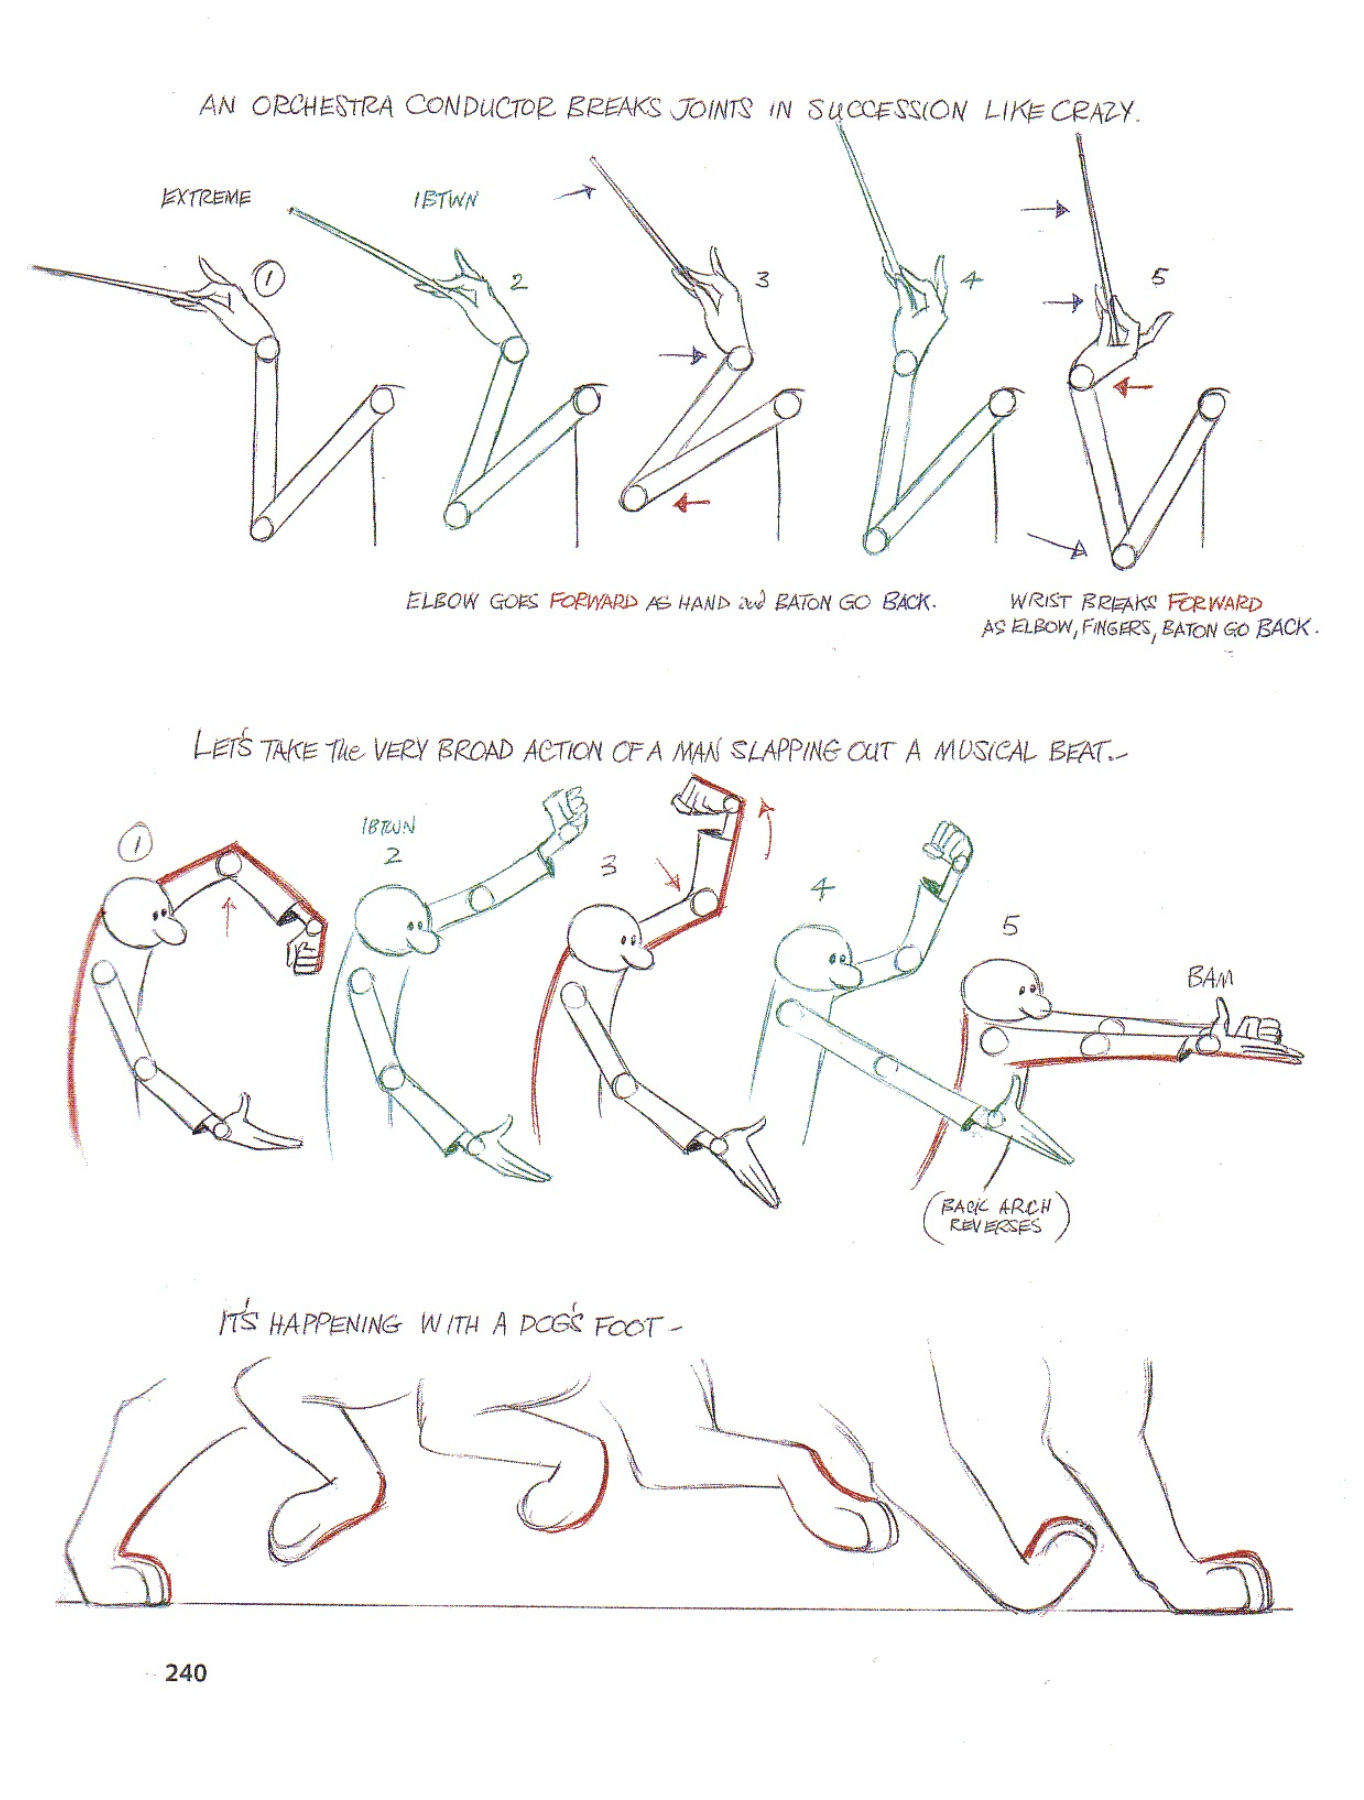 AN ORCHESTRA CONDUCTOR BREAKS JOINTS IN SUCCESSION LIKE CRAZY.
EXTREME
IBTWN
1
2
3
4
5
ELBOW GOES FORWARD AS HAND and BATON GO BACK.
WRIST BREAKS FORWARD
AS ELBOW, FINGERS, BATON GO BACK.
LET'S TAKE The VERY BROAD ACTION OF A MAN SLAPPING OUT A MUSICAL BEAT.-
1
IBTWN
2
3
4
5
BAM
(BACK ARCH
REVERSES)
IT'S HAPPENING WITH A DOG'S FOOT -
240